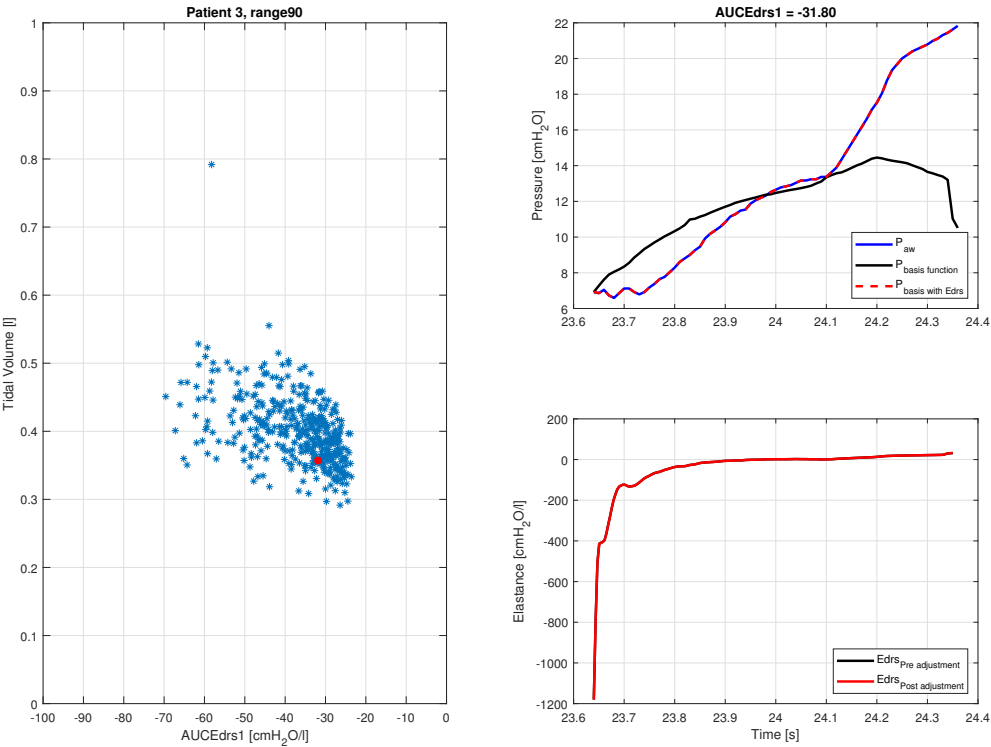 Patient 3, range90
1
0.9
0.8
0.7
0.6
0.5
0.4
0.3
0.2
0.1
0
Tidal Volume [l]
-100 -90 -80 -70 -60 -50 -40 -30 -20 -10 0
AUCEdrs1 [cmH2O/l]
AUCEdrs1 = -31.80
22
20
18
16
14
12
10
8
6
Pressure [cmH2O]
Paw
Pbasis function
Pbasis with Edrs
23.6 23.7 23.8 23.9 24 24.1 24.2 24.3 24.4
200
0
-200
-400
-600
-800
-1000
-1200
Elastance [cmH2O/l]
EdrsPre adjustment
EdrsPost adjustment
23.6 23.7 23.8 23.9 24 24.1 24.2 24.3 24.4
Time [s]